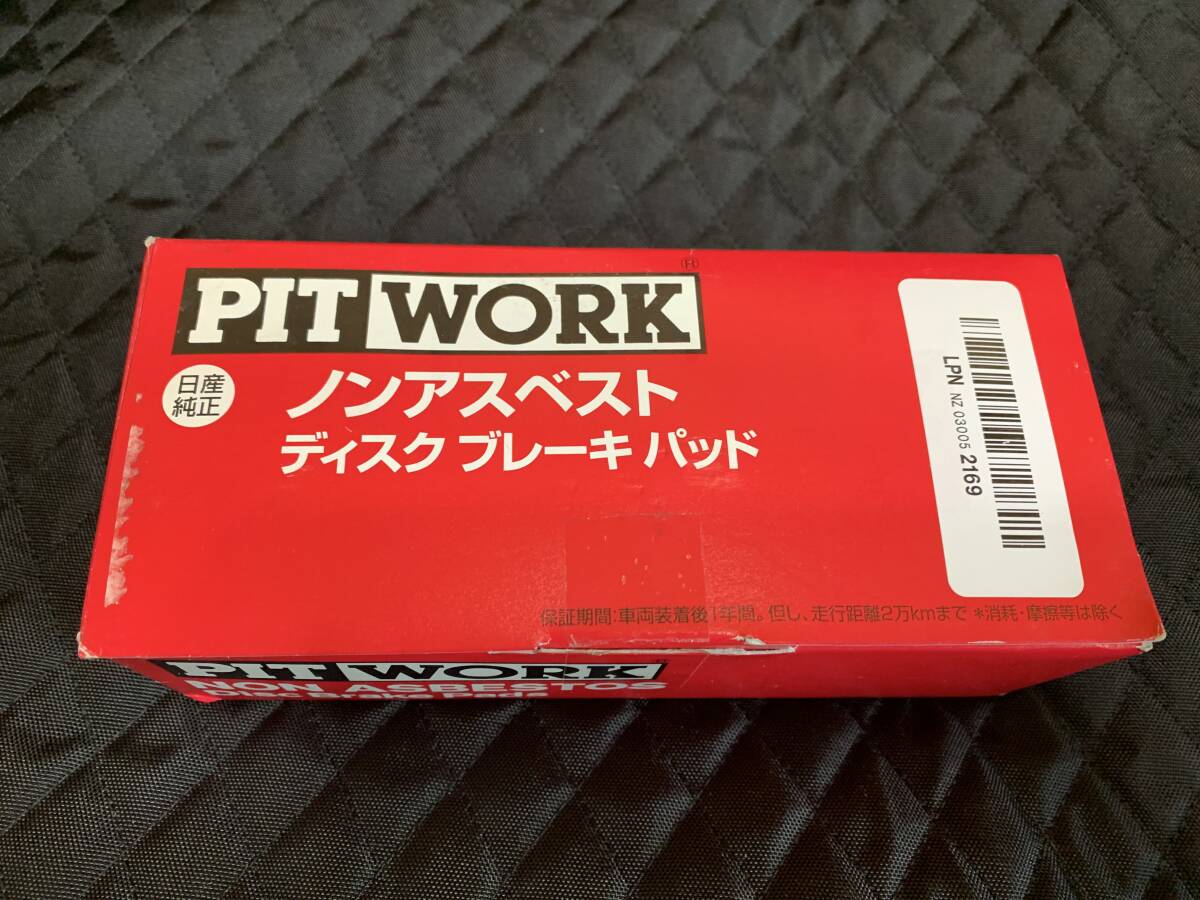 PIT WORK ®
日産
純正
ノンアスベスト
ディスク ブレーキ パッド
LPN NZ 03005 2169
保証期間:車両装着後1年間。但し、走行距離2万kmまで *消耗・摩擦等は除く
PIT WORK
NON ASBESTOS